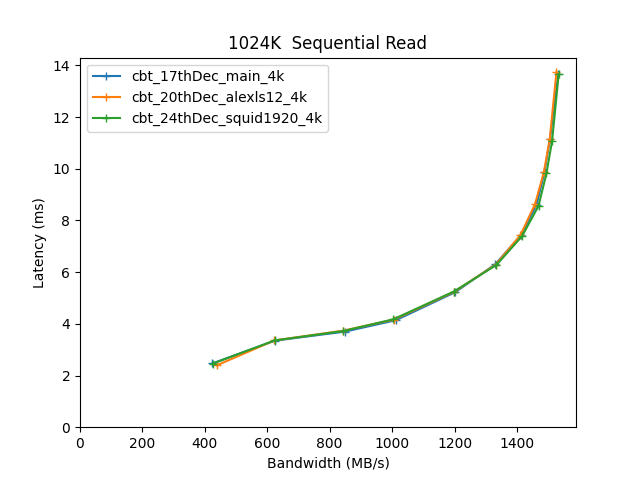 1024K  Sequential Read
cbt_17thDec_main_4k
cbt_20thDec_alexls12_4k
cbt_24thDec_squid1920_4k
14
12
10
8
6
4
2
0
Latency (ms)
0 200 400 600 800 1000 1200 1400
Bandwidth (MB/s)